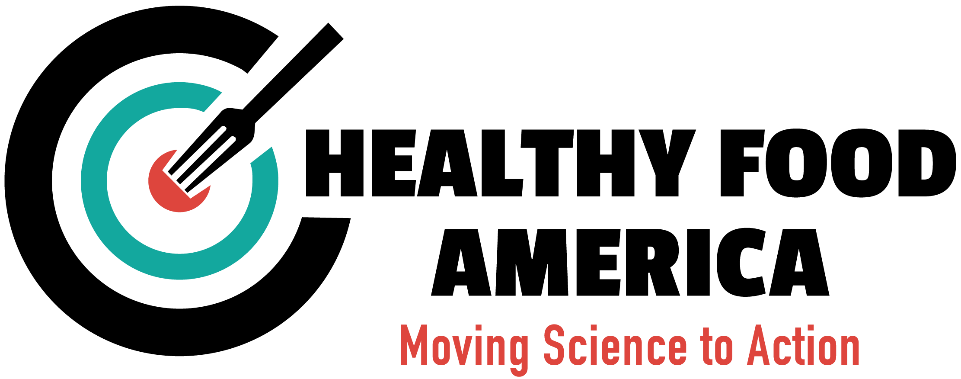 HEALTHY FOOD
AMERICA
Moving Science to Action